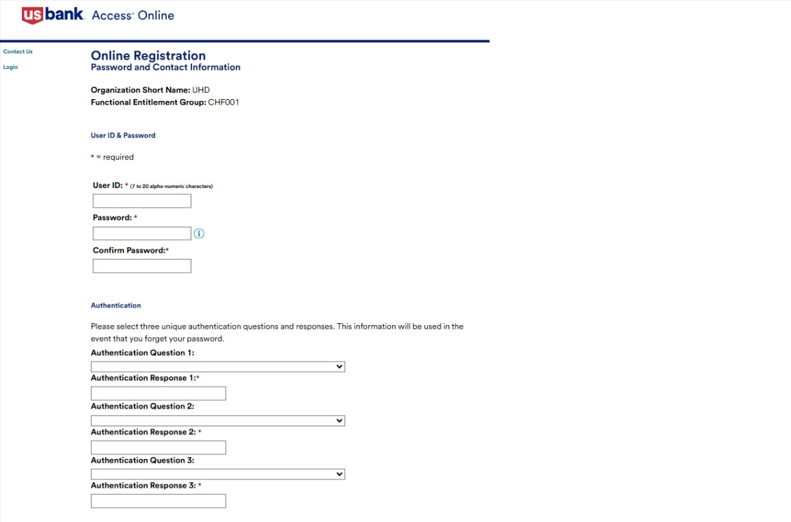 usbank Access® Online
Contact Us
Login
Online Registration
Password and Contact Information
Organization Short Name: UHD
Functional Entitlement Group: CHF001
User ID & Password
* = required
User ID: * (7 to 20 alpha-numeric characters)
Password: *
Confirm Password:*
Authentication
Please select three unique authentication questions and responses. This information will be used in the
event that you forget your password.
Authentication Question 1:
Authentication Response 1:*
Authentication Question 2:
Authentication Response 2: *
Authentication Question 3:
Authentication Response 3: *